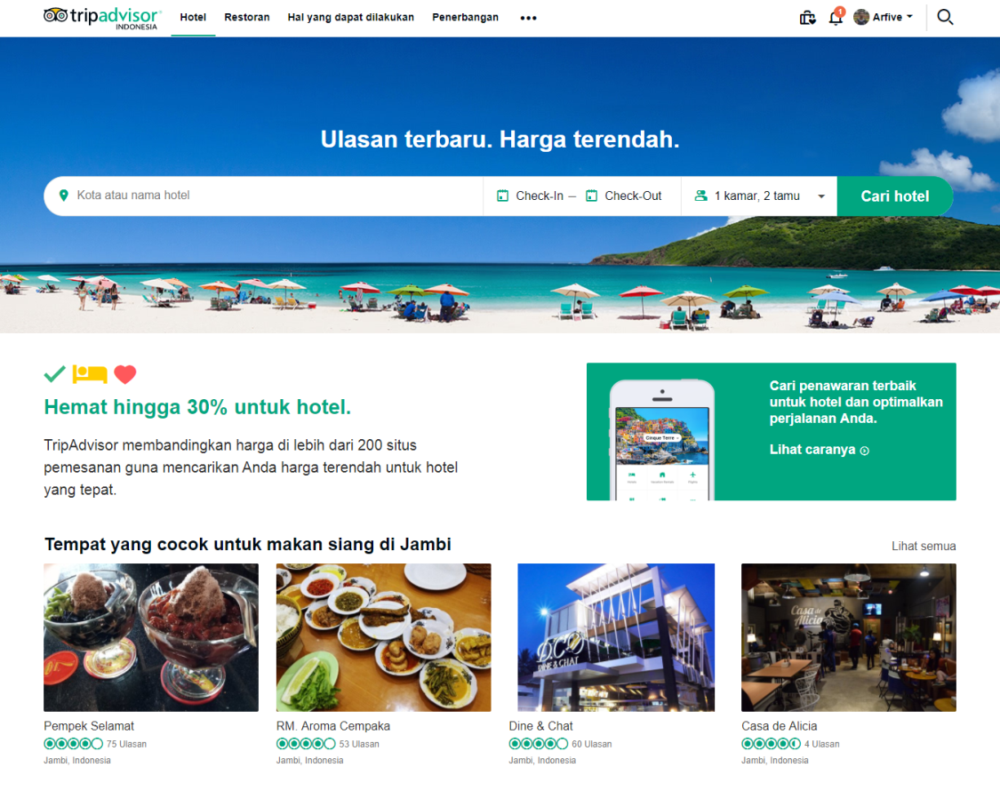 tripadvisor
INDONESIA
Hotel
Restoran
Hal yang dapat dilakukan
Penerbangan
1
Arfive
Ulasan terbaru. Harga terendah.
Kota atau nama hotel
Check-In — Check-Out
1 kamar, 2 tamu
Cari hotel
Hemat hingga 30% untuk hotel.
TripAdvisor membandingkan harga di lebih dari 200 situs
pemesanan guna mencarikan Anda harga terendah untuk hotel
yang tepat.
Cinque Terre
Cari penawaran terbaik
untuk hotel dan optimalkan
perjalanan Anda.
Lihat caranya
Tempat yang cocok untuk makan siang di Jambi
Lihat semua
D.C
DINE & CHAT
Casa de
Alicia
Pempek Selamat
75 Ulasan
Jambi, Indonesia
RM. Aroma Cempaka
53 Ulasan
Jambi, Indonesia
Dine & Chat
60 Ulasan
Jambi, Indonesia
Casa de Alicia
4 Ulasan
Jambi, Indonesia